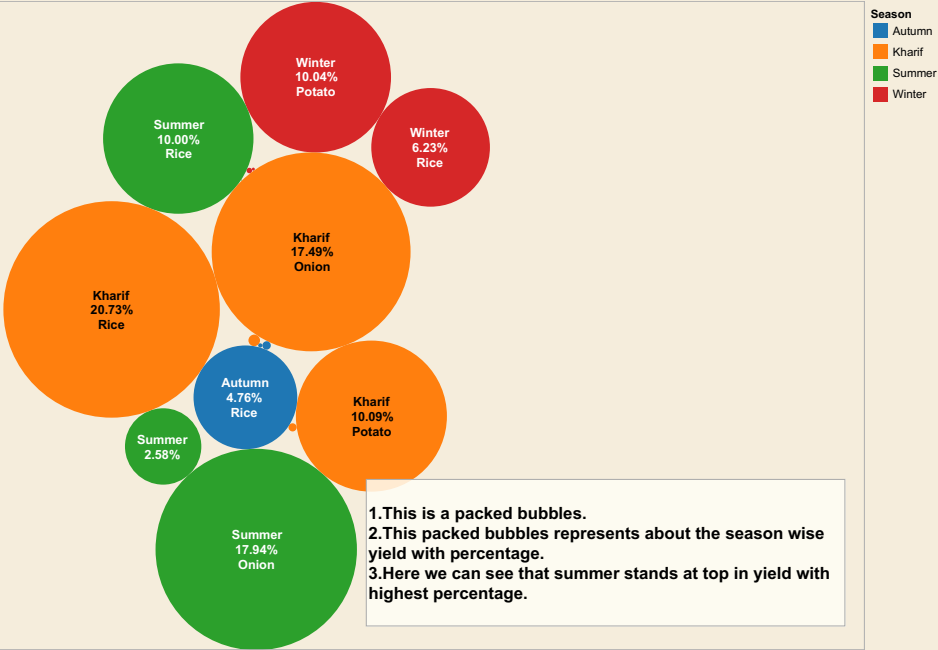 Season
Autumn
Kharif
Summer
Winter
Winter
10.04%
Potato
Summer
10.00%
Rice
Winter
6.23%
Rice
Kharif
17.49%
Onion
Kharif
20.73%
Rice
Autumn
4.76%
Rice
Kharif
10.09%
Potato
Summer
2.58%
Summer
17.94%
Onion
1.This is a packed bubbles.
2.This packed bubbles represents about the season wise
yield with percentage.
3.Here we can see that summer stands at top in yield with
highest percentage.